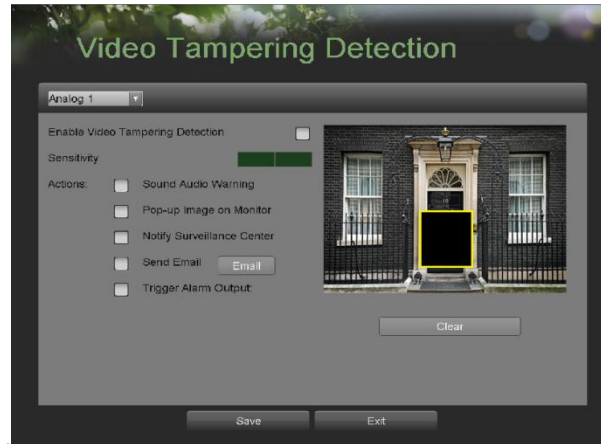 Video Tampering Detection
Analog 1
Enable Video Tampering Detection
Sensitivity
Actions: Sound Audio Warning
Pop-up Image on Monitor
Notify Surveillance Center
Send Email Email
Trigger Alarm Output:
10
Clear
Save Exit